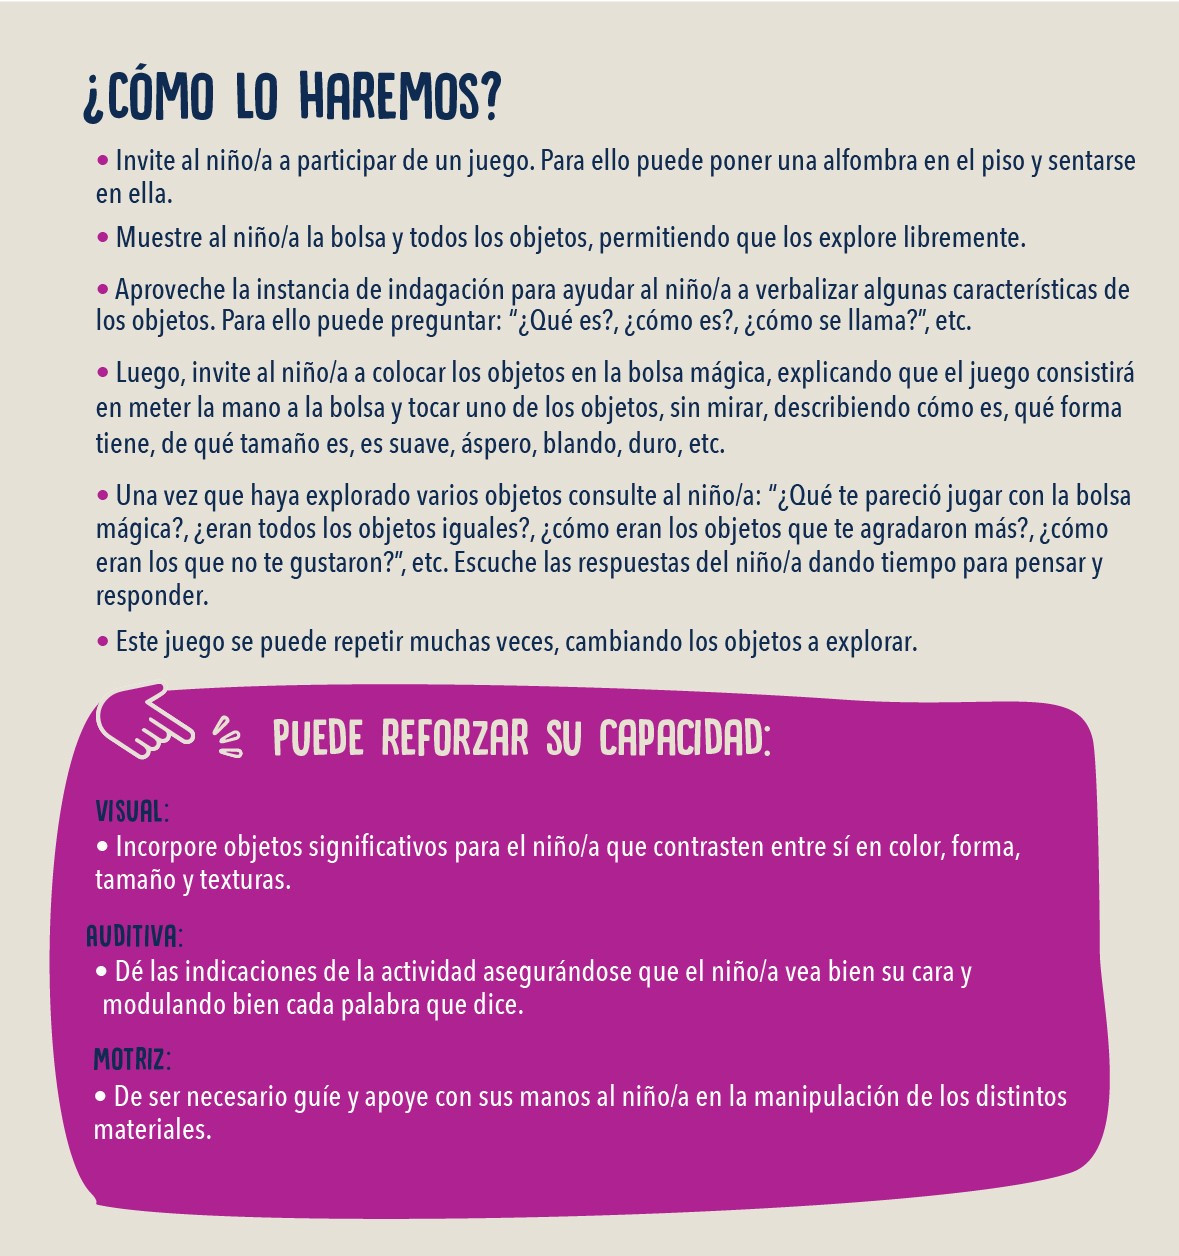 ¿CÓMO LO HAREMOS?
• Invite al niño/a a participar de un juego. Para ello puede poner una alfombra en el piso y sentarse
en ella.
• Muestre al niño/a la bolsa y todos los objetos, permitiendo que los explore libremente.
• Aproveche la instancia de indagación para ayudar al niño/a a verbalizar algunas características de
los objetos. Para ello puede preguntar: “¿Qué es?, ¿cómo es?, ¿cómo se llama?”, etc.
• Luego, invite al niño/a a colocar los objetos en la bolsa mágica, explicando que el juego consistirá
en meter la mano a la bolsa y tocar uno de los objetos, sin mirar, describiendo cómo es, qué forma
tiene, de qué tamaño es, es suave, áspero, blando, duro, etc.
• Una vez que haya explorado varios objetos consulte al niño/a: “¿Qué te pareció jugar con la bolsa
mágica?, ¿eran todos los objetos iguales?, ¿cómo eran los objetos que te agradaron más?, ¿cómo
eran los que no te gustaron?”, etc. Escuche las respuestas del niño/a dando tiempo para pensar y
responder.
• Este juego se puede repetir muchas veces, cambiando los objetos a explorar.
PUEDE REFORZAR SU CAPACIDAD:
VISUAL:
• Incorpore objetos significativos para el niño/a que contrasten entre sí en color, forma,
tamaño y texturas.
AUDITIVA:
• Dé las indicaciones de la actividad asegurándose que el niño/a vea bien su cara y
modulando bien cada palabra que dice.
MOTRIZ:
• De ser necesario guíe y apoye con sus manos al niño/a en la manipulación de los distintos
materiales.